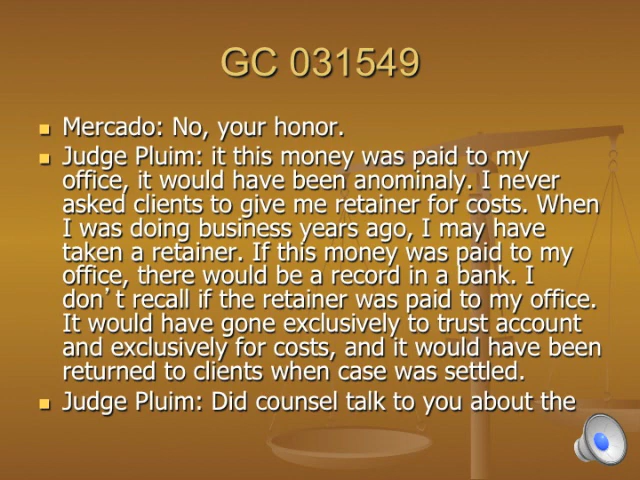 GC 031549
Mercado: No, your honor.
Judge Pluim: it this money was paid to my
office, it would have been anominaly. I never
asked clients to give me retainer for costs. When
I was doing business years ago, I may have
taken a retainer. If this money was paid to my
office, there would be a record in a bank. I
don’t recall if the retainer was paid to my office.
It would have gone exclusively to trust account
and exclusively for costs, and it would have been
returned to clients when case was settled.
Judge Pluim: Did counsel talk to you about the